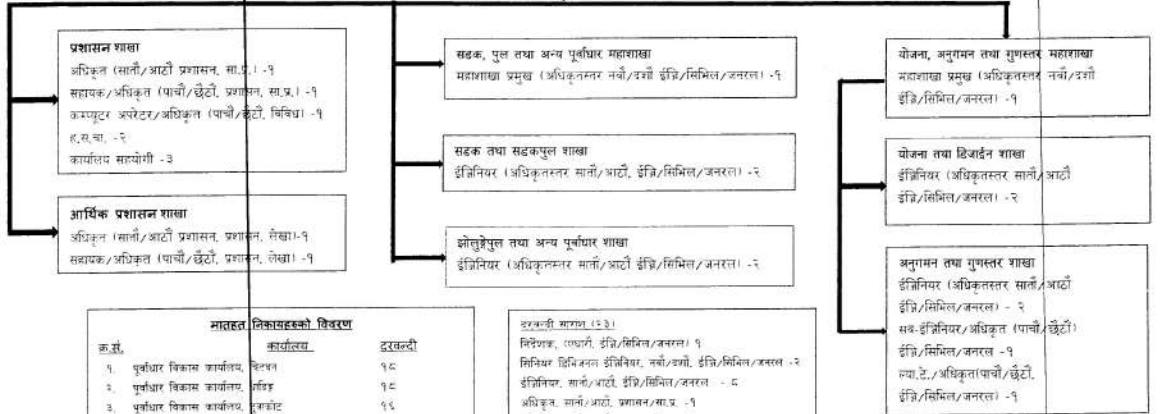 प्रशासन शाखा
अधिकृत (सातौ/आठौ प्रशासन, सा.प्र.) -१
सहायक/अधिकृत (पाचौ/छैटौं, प्रशासन, सा.प्र.) -१
कम्प्युटर अपरेटर/अधिकृत (पाचौ/छैटौं, विविध) -१
ह.स.चा. -२
कार्यालय सहयोगी -३
आर्थिक प्रशासन शाखा
अधिकृत (सातौ/आठौ प्रशासन, प्रशासन, लेखा)-१
सहायक/अधिकृत (पाचौ/छैटौं, प्रशासन, लेखा) -१
सडक, पुल तथा अन्य पूर्वाधार महाशाखा
महाशाखा प्रमुख (अधिकृतस्तर नवौ/दशौ ईञ्जि/सिभिल/जनरल) -१
सडक तथा सडकपुल शाखा
ईञ्जिनियर (अधिकृतस्तर सातौ/आठौ, ईञ्जि/सिभिल/जनरल) -२
झोलुङ्गेपुल तथा अन्य पूर्वाधार शाखा
ईञ्जिनियर (अधिकृतस्तर सातौ/आठौ ईञ्जि/सिभिल/जनरल) -२
योजना, अनुगमन तथा गुणस्तर महाशाखा
महाशाखा प्रमुख (अधिकृतस्तर नवौ/दशौ
ईञ्जि/सिभिल/जनरल) -१
योजना तथा डिजाईन शाखा
ईञ्जिनियर (अधिकृतस्तर सातौ/आठौ
ईञ्जि/सिभिल/जनरल) -२
अनुगमन तथा गुणस्तर शाखा
ईञ्जिनियर (अधिकृतस्तर सातौ/आठौ
ईञ्जि/सिभिल/जनरल) - २
सब-ईञ्जिनियर/अधिकृत (पाचौ/छैटौं)
ईञ्जि/सिभिल/जनरल -१
ल्या.टे./अधिकृत(पाचौ/छैटौं,
ईञ्जि/सिभिल/जनरल) -१
मातहत निकायहरुको विवरण
क्र.सं. कार्यालय दरवन्दी
१. पूर्वाधार विकास कार्यालय, चितवन १८
२. पूर्वाधार विकास कार्यालय, धादिङ १८
३. पूर्वाधार विकास कार्यालय, नुवाकोट १६
दरवन्दी सारांश (२३)
निर्देशक, (एघारौं, ईञ्जि/सिभिल/जनरल) १
सिनियर डिभिजनल ईञ्जिनियर, नवौ/दशौ, ईञ्जि/सिभिल/जनरल -२
ईञ्जिनियर, सातौ/आठौ, ईञ्जि/सिभिल/जनरल - ८
अधिकृत, सातौ/आठौ, प्रशासन/सा.प्र. -१